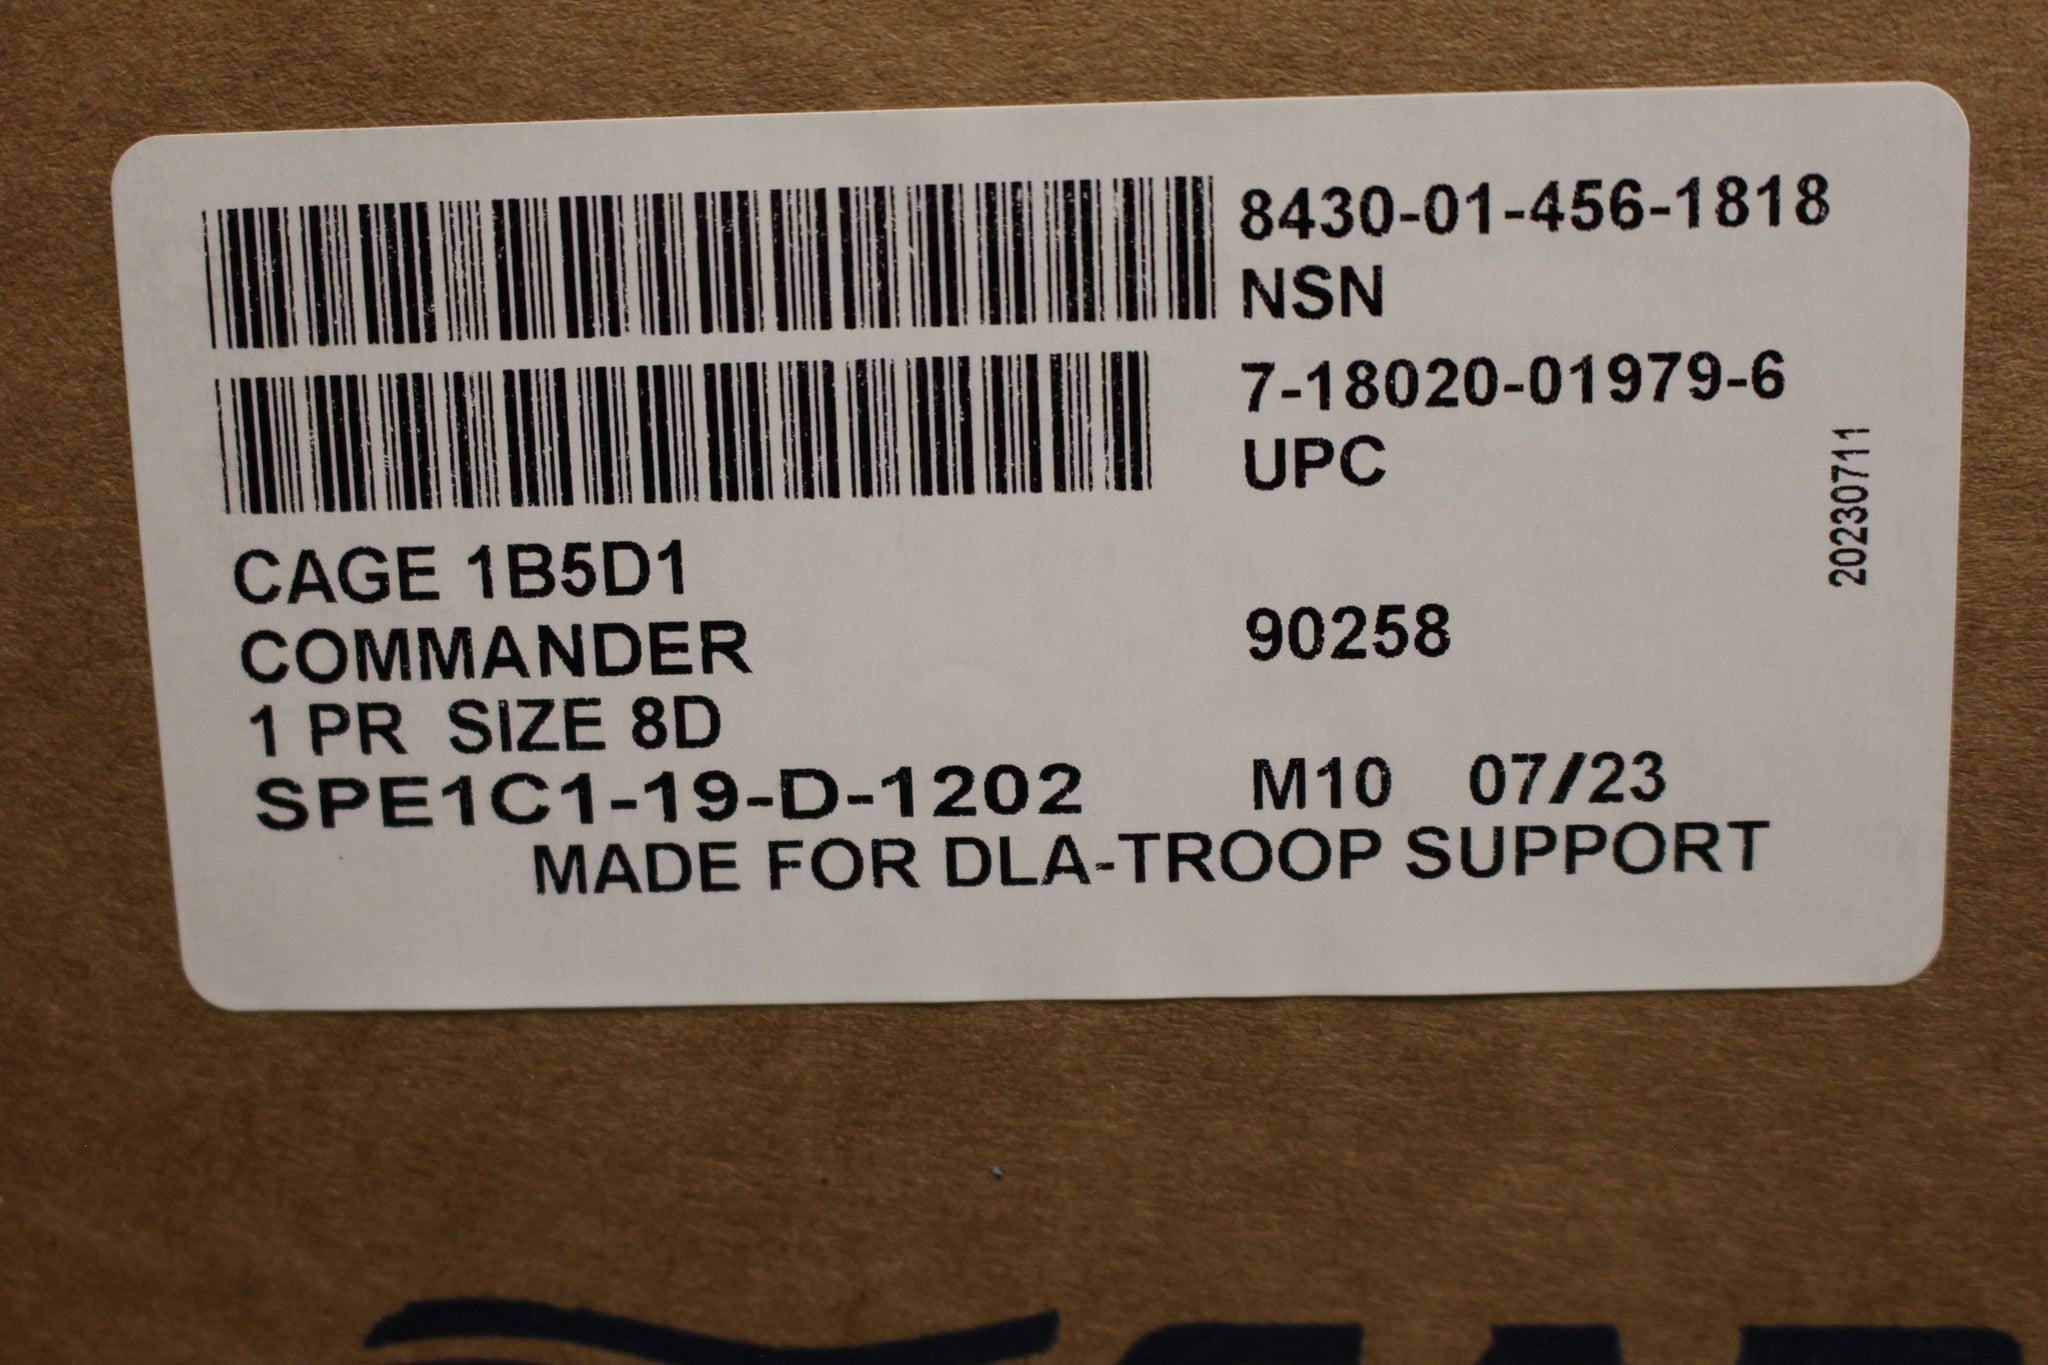 8430-01-456-1818
NSN
7-18020-01979-6
UPC
20230711
CAGE 1B5D1
COMMANDER
90258
1 PR SIZE 8D
SPE1C1-19-D-1202
M10 07/23
MADE FOR DLA-TROOP SUPPORT